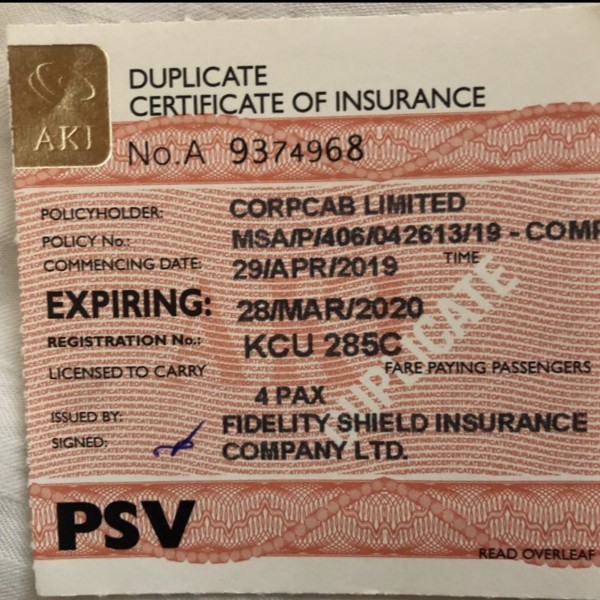 AKI
DUPLICATE
CERTIFICATE OF INSURANCE
No.A 9374968
POLICYHOLDER: CORPCAB LIMITED
POLICY No.: MSA/P/406/042613/19 - COMP
COMMENCING DATE: 29/APR/2019 TIME
EXPIRING: 28/MAR/2020
REGISTRATION No.: KCU 285C
LICENSED TO CARRY FARE PAYING PASSENGERS
4 PAX
ISSUED BY: FIDELITY SHIELD INSURANCE
SIGNED: COMPANY LTD.
DUPLICATE
PSV
READ OVERLEAF